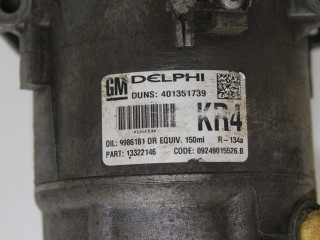 GM DELPHI
DUNS: 401351739
KR4
OIL: 9986181 OR EQUIV. 150ml R-134a
PART: 13322146 CODE: 09249015526.B